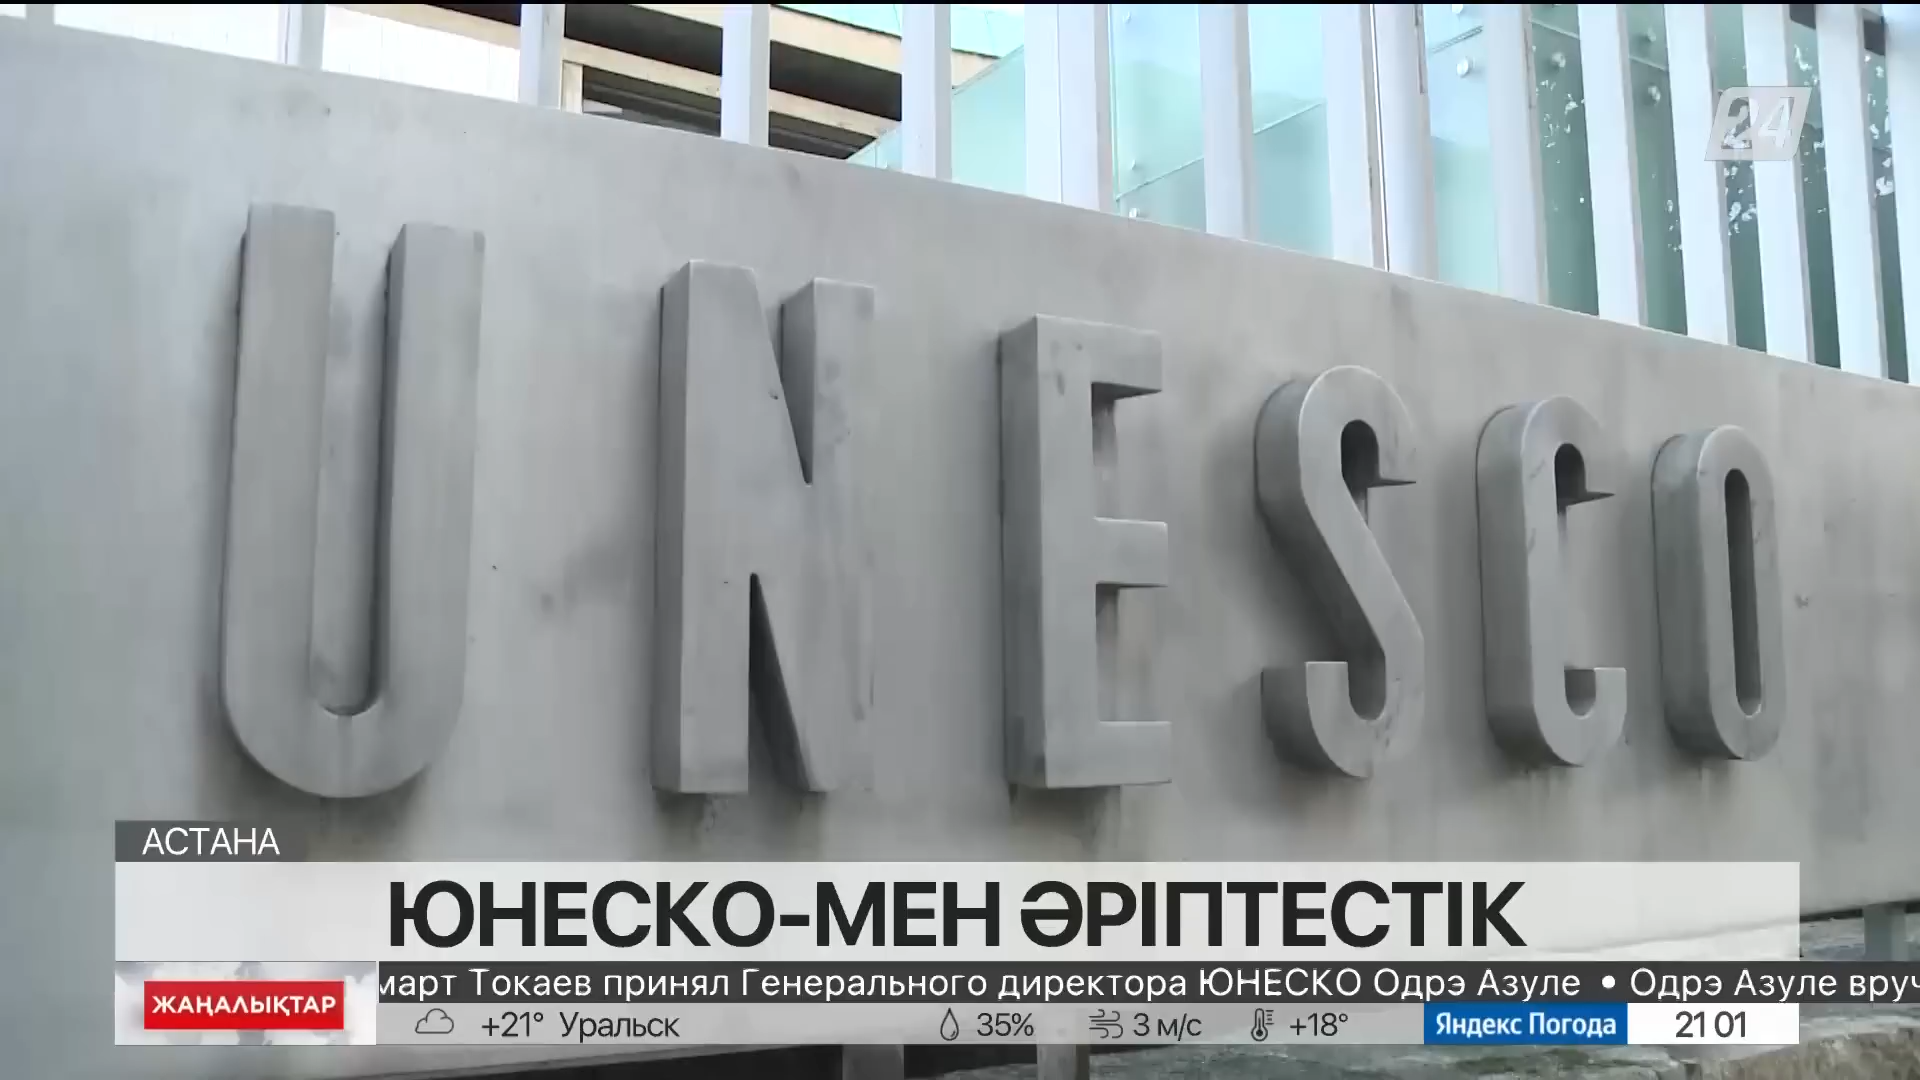 24
UNESCO
АСТАНА
ЮНЕСКО-МЕН ӘРІПТЕСТІК
март Токаев принял Генерального директора ЮНЕСКО Одрэ Азуле • Одрэ Азуле вруч
ЖАҢАЛЫҚТАР
+21° Уральск 35% 3 м/с +18° Яндекс Погода 21 01